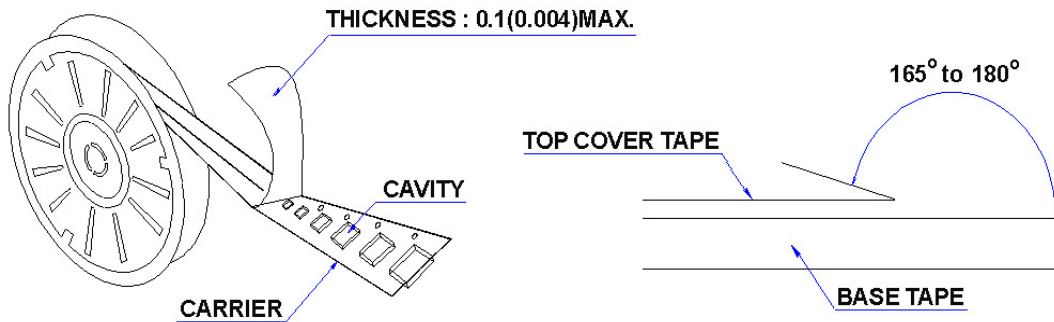 THICKNESS : 0.1(0.004)MAX.
165° to 180°
TOP COVER TAPE
CAVITY
CARRIER
BASE TAPE